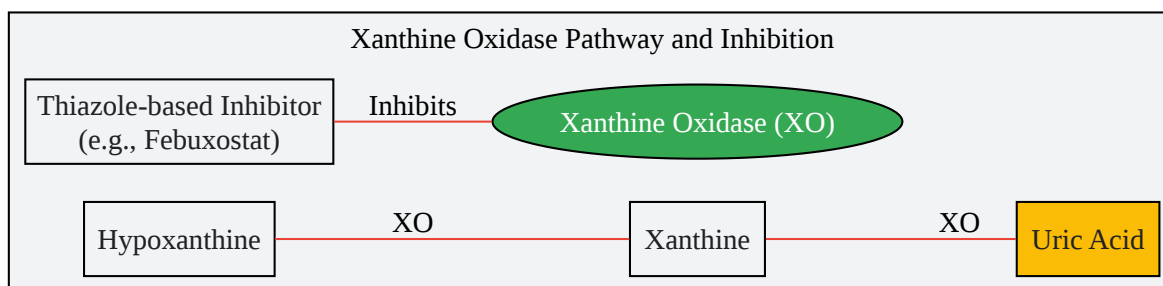 Xanthine Oxidase Pathway and Inhibition
Thiazole-based Inhibitor
(e.g., Febuxostat)
Inhibits
Xanthine Oxidase (XO)
Hypoxanthine
XO
Xanthine
XO
Uric Acid